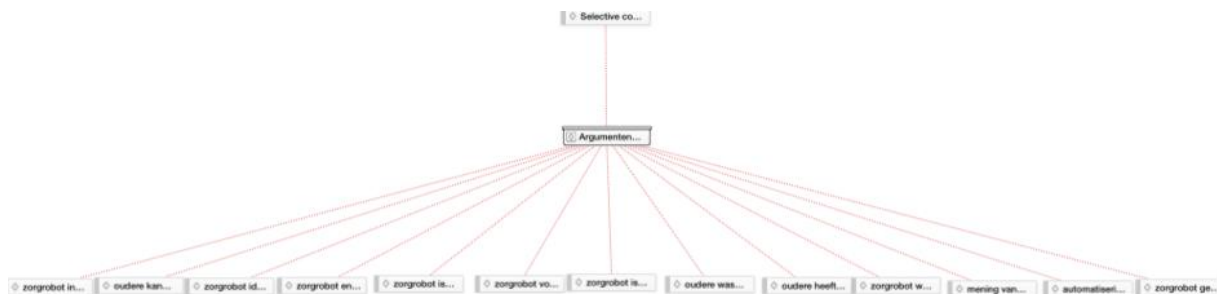 Selective co...
Argumenten...
zorgrobot in...
oudere kan...
zorgrobot id...
zorgrobot en...
zorgrobot is...
zorgrobot vo...
zorgrobot is...
oudere was...
oudere heeft...
zorgrobot w...
mening van...
automatiseri...
zorgrobot ge...